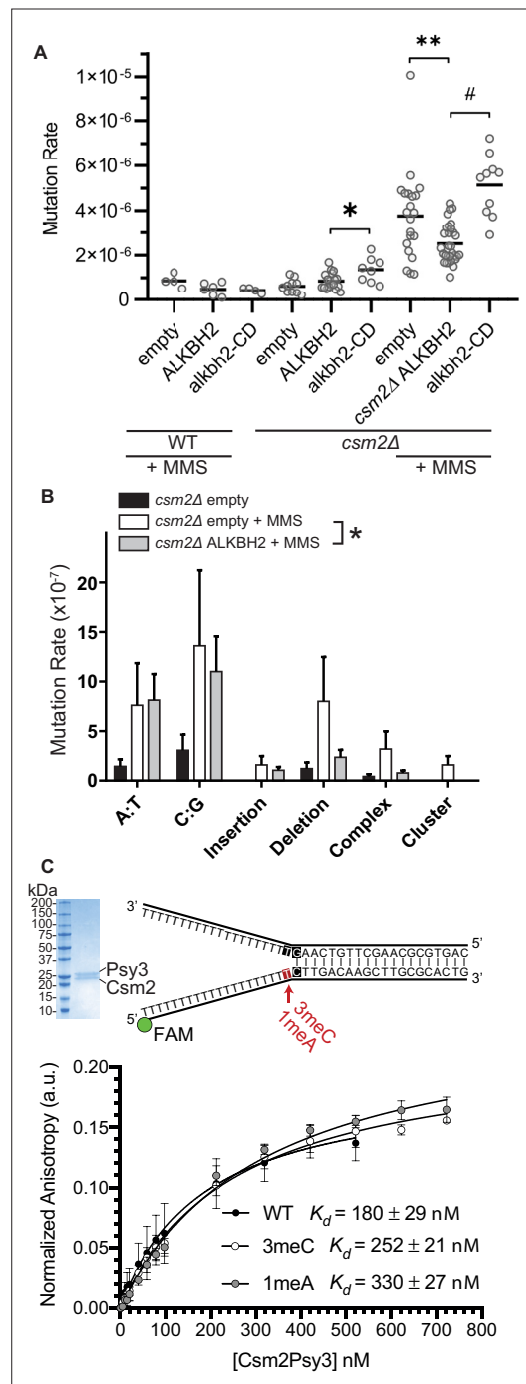 A
Mutation Rate
1×10⁻⁵
8×10⁻⁶
6×10⁻⁶
4×10⁻⁶
2×10⁻⁶
0
*
**
#
empty
ALKBH2
alkbh2-CD
empty
ALKBH2
alkbh2-CD
empty
csm2Δ ALKBH2
alkbh2-CD
WT
csm2Δ
+ MMS
+ MMS
B
csm2Δ empty
csm2Δ empty + MMS
csm2Δ ALKBH2 + MMS
*
Mutation Rate (x10⁻⁷)
20
15
10
5
0
A:T
C:G
Insertion
Deletion
Complex
Cluster
C
kDa
200
150
100
75
50
37
25
20
15
10
Psy3
Csm2
3'
5'
GAACTGTTCGAACGCGTGAC
CTTGACAAGCTTGCGCACTG
5'
3'
FAM
3meC
1meA
Normalized Anisotropy (a.u.)
0.20
0.15
0.10
0.05
0.00
WT Kd = 180 ± 29 nM
3meC Kd = 252 ± 21 nM
1meA Kd = 330 ± 27 nM
0 100 200 300 400 500 600 700 800
[Csm2Psy3] nM